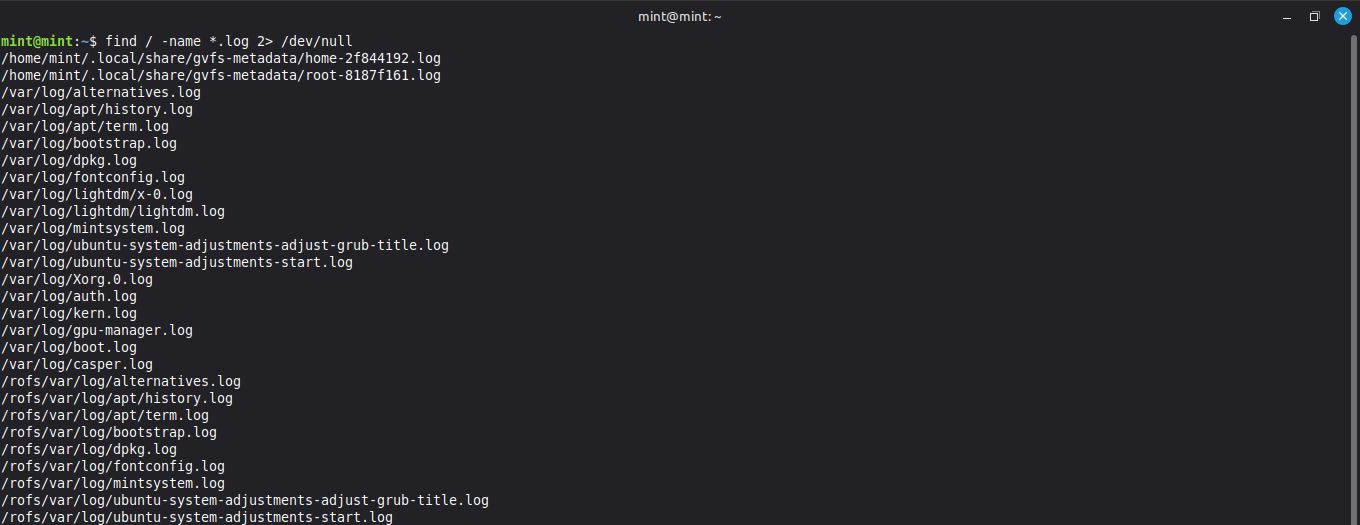 mint@mint: ~
mint@mint:~$ find / -name *.log 2> /dev/null
/home/mint/.local/share/gvfs-metadata/home-2f844192.log
/home/mint/.local/share/gvfs-metadata/root-8187f161.log
/var/log/alternatives.log
/var/log/apt/history.log
/var/log/apt/term.log
/var/log/bootstrap.log
/var/log/dpkg.log
/var/log/fontconfig.log
/var/log/lightdm/x-0.log
/var/log/lightdm/lightdm.log
/var/log/mintsystem.log
/var/log/ubuntu-system-adjustments-adjust-grub-title.log
/var/log/ubuntu-system-adjustments-start.log
/var/log/Xorg.0.log
/var/log/auth.log
/var/log/kern.log
/var/log/gpu-manager.log
/var/log/boot.log
/var/log/casper.log
/rofs/var/log/alternatives.log
/rofs/var/log/apt/history.log
/rofs/var/log/apt/term.log
/rofs/var/log/bootstrap.log
/rofs/var/log/dpkg.log
/rofs/var/log/fontconfig.log
/rofs/var/log/mintsystem.log
/rofs/var/log/ubuntu-system-adjustments-adjust-grub-title.log
/rofs/var/log/ubuntu-system-adjustments-start.log